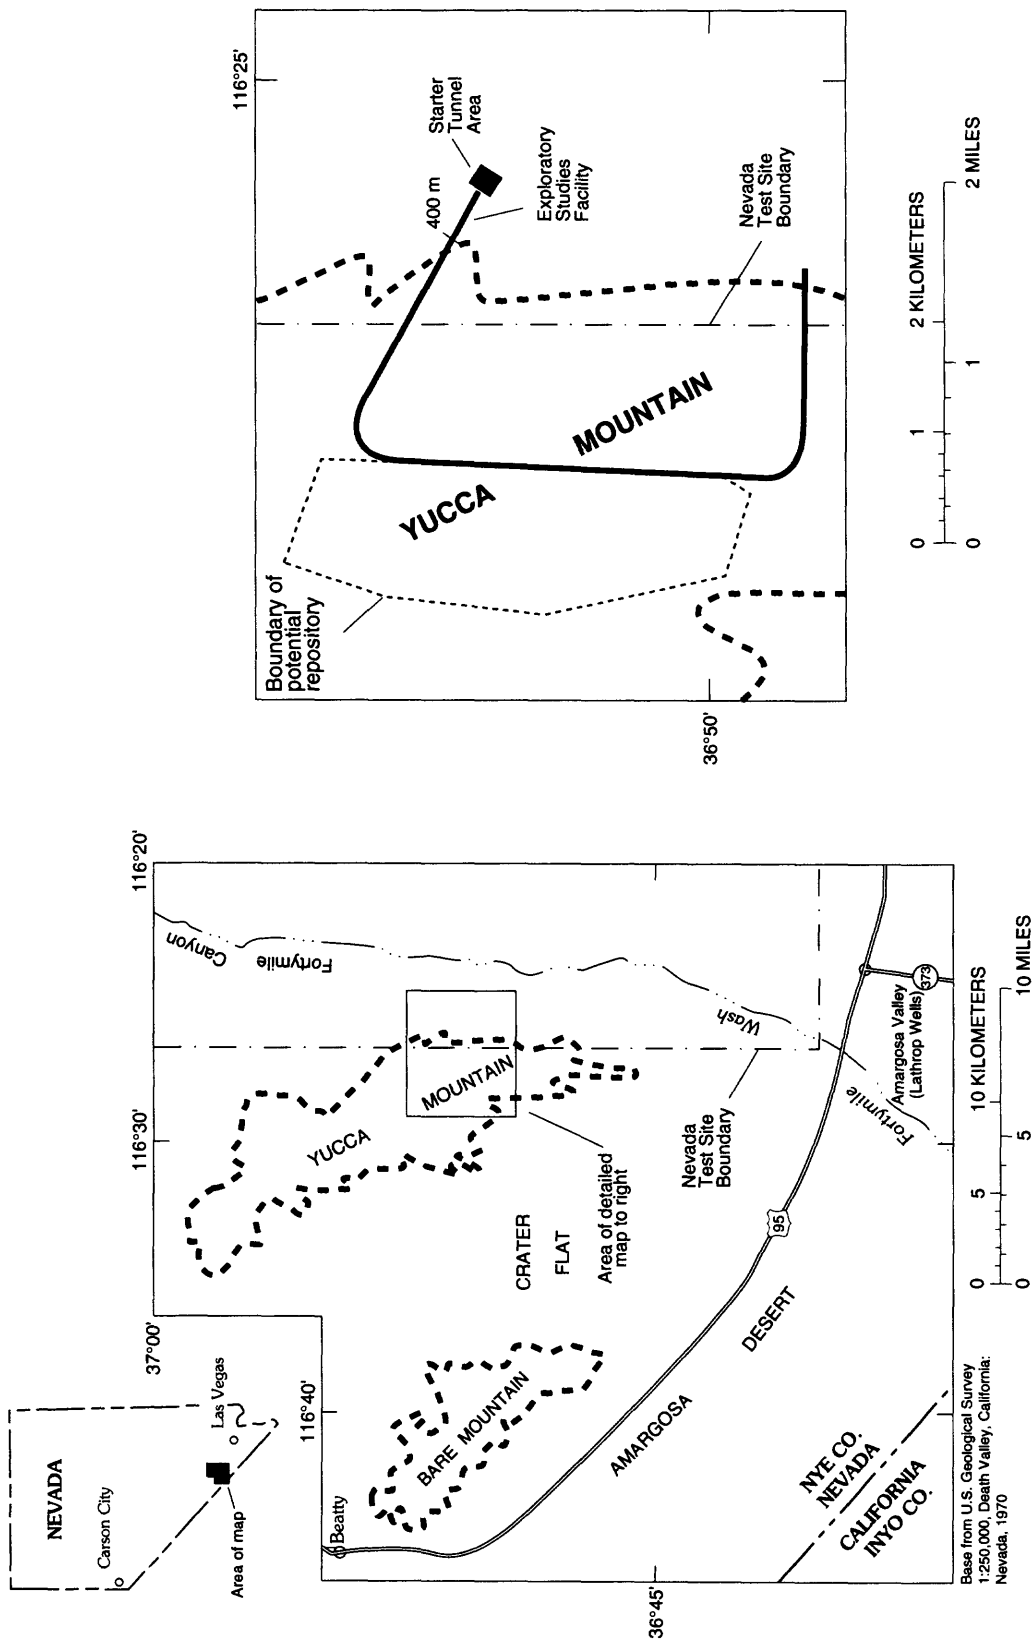 NEVADA
Carson City
Las Vegas
Area of map
37°00'
116°40'
116°30'
116°20'
36°45'
Beatty
BARE MOUNTAIN
CRATER
FLAT
YUCCA
MOUNTAIN
Fortymile
Canyon
Wash
Fortymile
Area of detailed
map to right
Nevada
Test Site
Boundary
AMARGOSA
DESERT
95
373
Amargosa Valley
(Lathrop Wells)
NYE CO.
NEVADA
CALIFORNIA
INYO CO.
Base from U.S. Geological Survey
1:250,000, Death Valley, California:
Nevada, 1970
0 5 10 KILOMETERS
0 5 10 MILES
116°25'
36°50'
Boundary of
potential
repository
YUCCA
MOUNTAIN
400 m
Starter
Tunnel
Area
Exploratory
Studies
Facility
Nevada
Test Site
Boundary
0 1 2 KILOMETERS
0 1 2 MILES